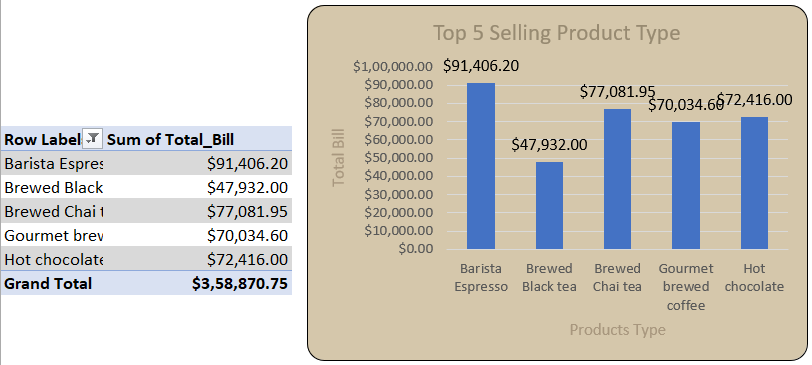 Row Label Sum of Total_Bill
Barista Espres $91,406.20
Brewed Black $47,932.00
Brewed Chai t $77,081.95
Gourmet brew $70,034.60
Hot chocolate $72,416.00
Grand Total $3,58,870.75
Top 5 Selling Product Type
Total Bill
$1,00,000.00
$90,000.00
$80,000.00
$70,000.00
$60,000.00
$50,000.00
$40,000.00
$30,000.00
$20,000.00
$10,000.00
$0.00
$91,406.20
$47,932.00
$77,081.95
$70,034.60
$72,416.00
Barista
Espresso
Brewed
Black tea
Brewed
Chai tea
Gourmet
brewed
coffee
Hot
chocolate
Products Type